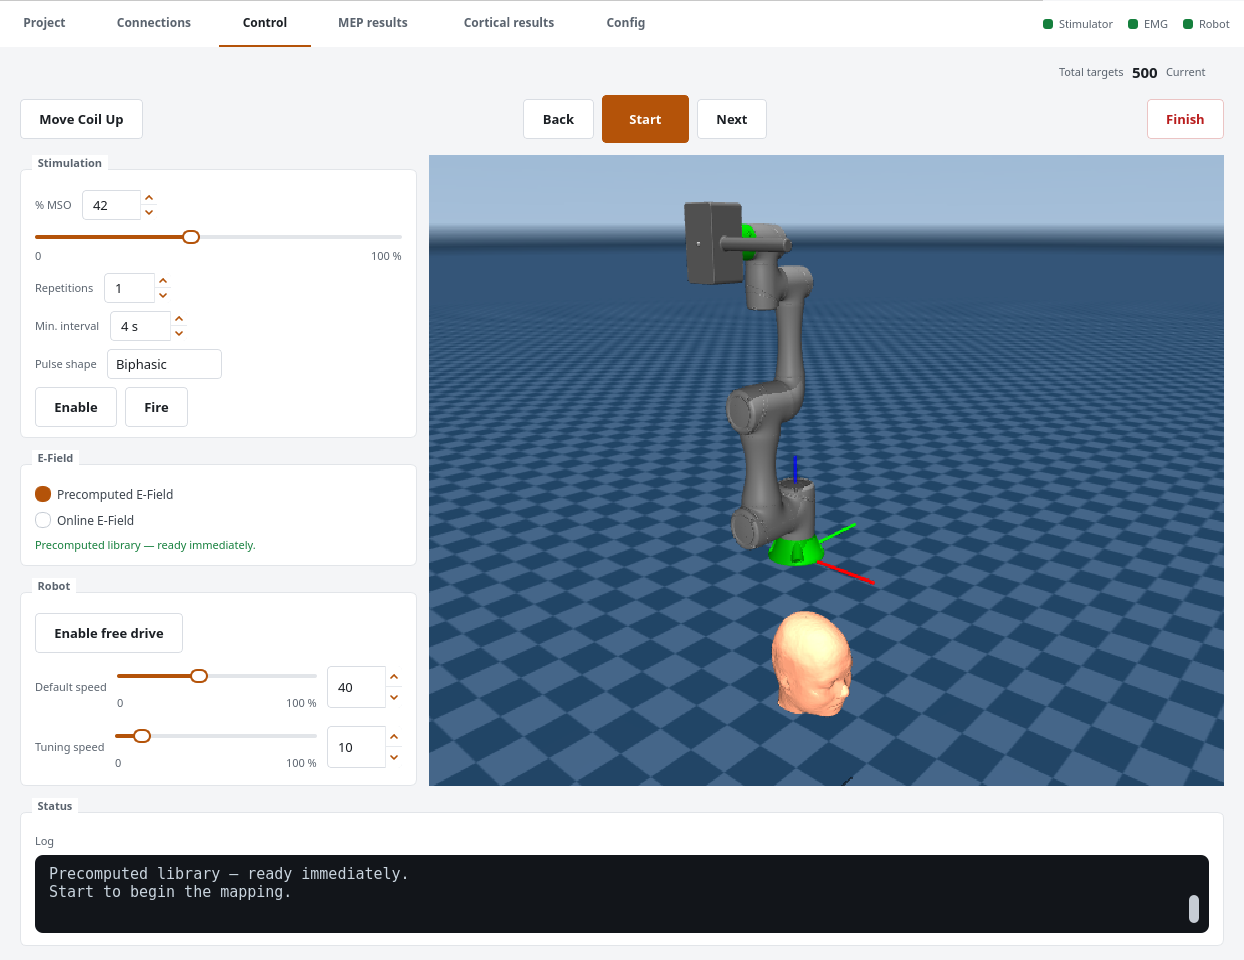 Project Connections Control MEP results Cortical results Config Stimulator EMG Robot
Total targets 500 Current
Move Coil Up Back Start Next Finish
Stimulation
% MSO 42
0 100 %
Repetitions 1
Min. interval 4 s
Pulse shape Biphasic
Enable Fire
E-Field
Precomputed E-Field
Online E-Field
Precomputed library — ready immediately.
Robot
Enable free drive
Default speed 40
0 100 %
Tuning speed 10
0 100 %
Status
Log
Precomputed library — ready immediately.
Start to begin the mapping.